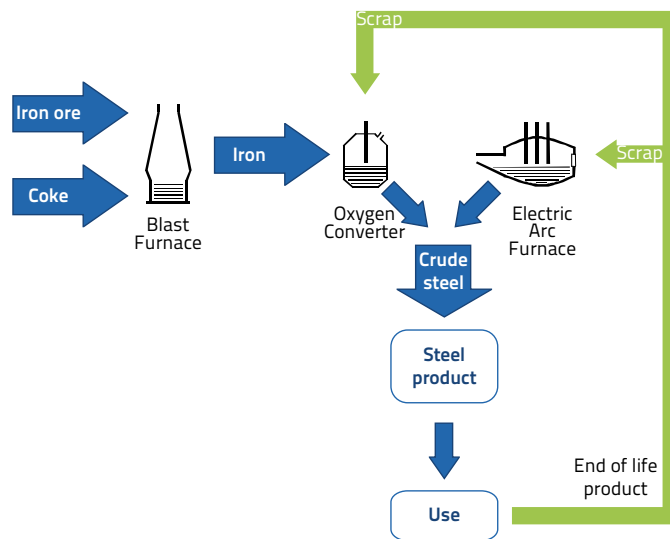 Scrap
Iron ore
Iron
Scrap
Coke
Blast
Furnace
Oxygen
Converter
Electric
Arc
Furnace
Crude
steel
Steel
product
End of life
product
Use